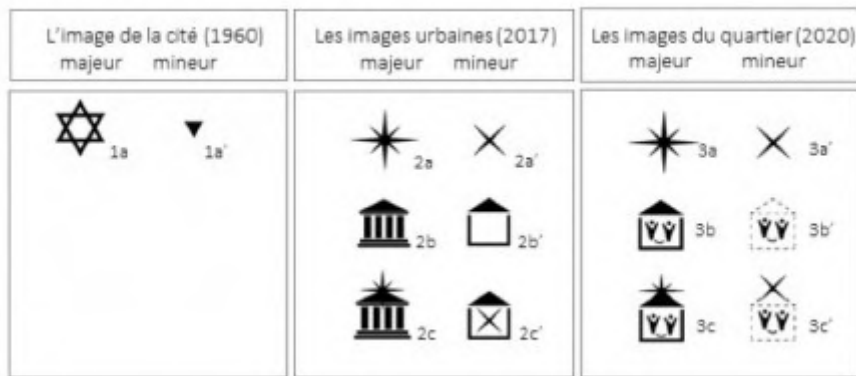 L'image de la cité (1960)
majeur mineur
Les images urbaines (2017)
majeur mineur
Les images du quartier (2020)
majeur mineur
1a 1a'
2a 2a'
2b 2b'
2c 2c'
3a 3a'
3b 3b'
3c 3c'